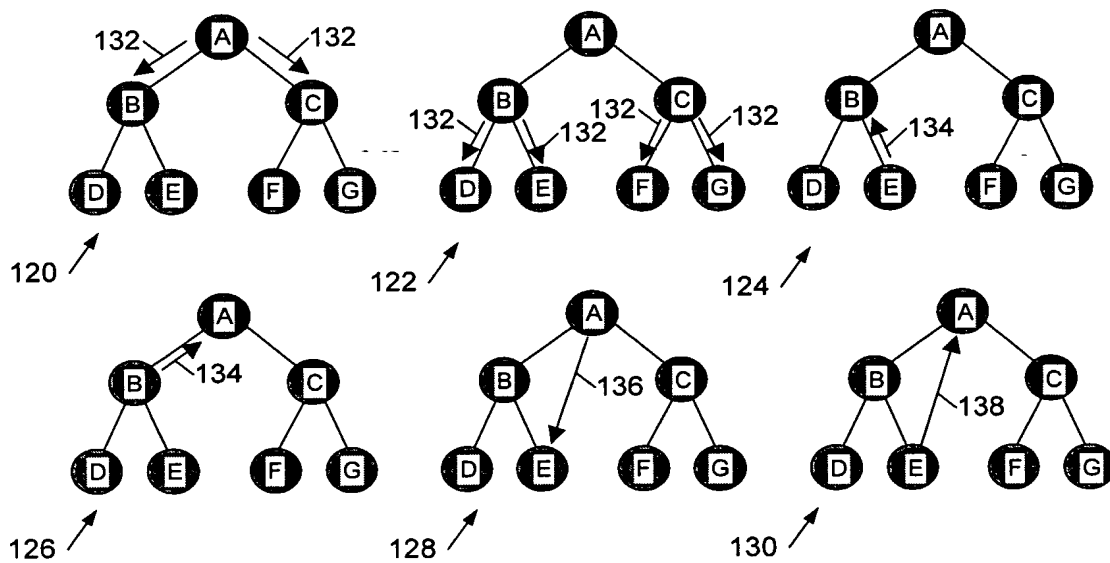 A A A
132 132
B C B C B C
132 132 132 132 134
D E F G D E F G D E F G
120 122 124
A A A
B C B C B C
134 136 138
D E F G D E F G D E F G
126 128 130